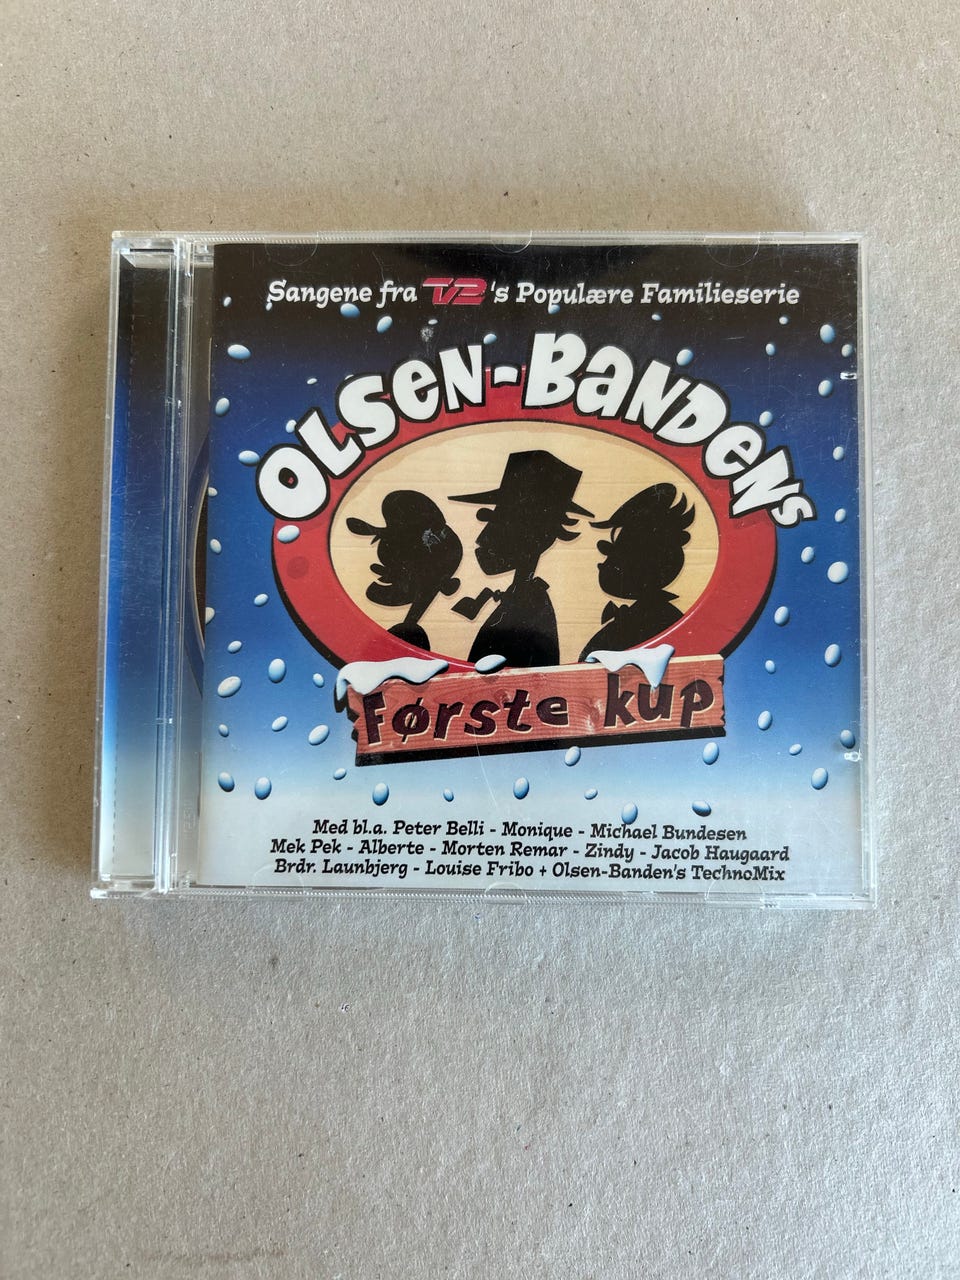 Sangene fra TV2's Populære Familieserie
OLSEN-BANDENS
Første kup
Med bl.a. Peter Belli - Monique - Michael Bundesen
Mek Pek - Alberte - Morten Remar - Zindy - Jacob Haugaard
Brdr. Launbjerg - Louise Fribo + Olsen-Banden's TechnoMix